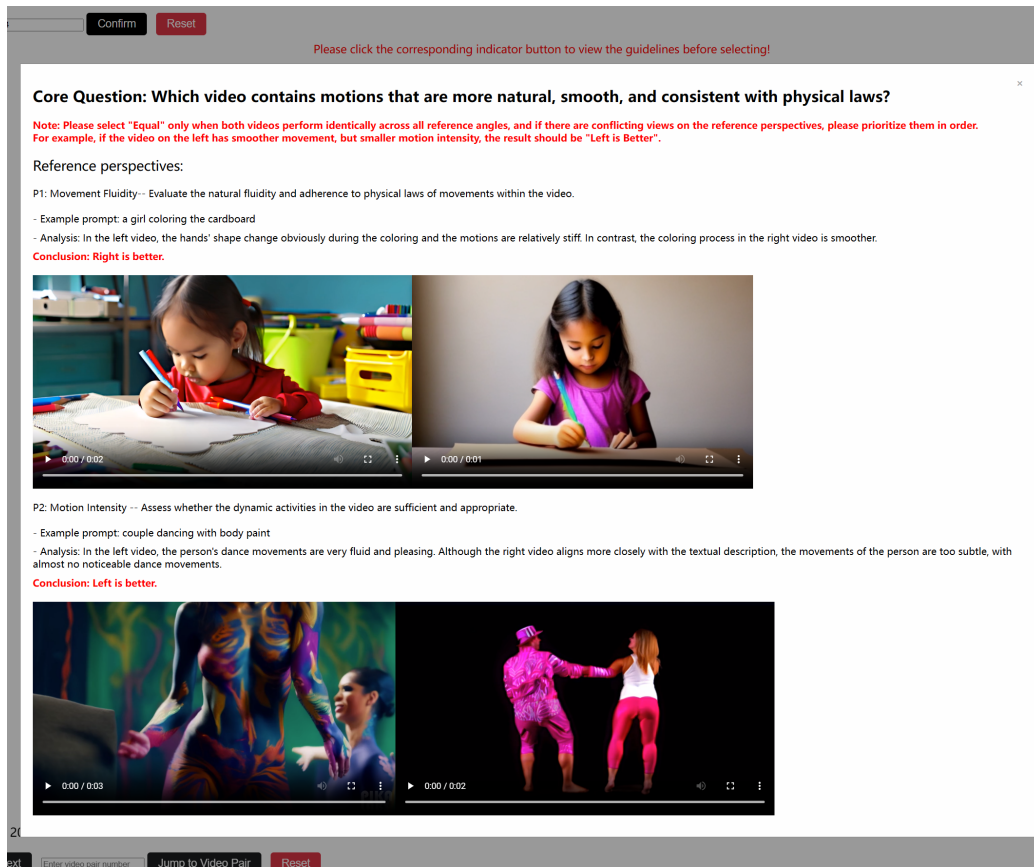 Confirm
Reset
Please click the corresponding indicator button to view the guidelines before selecting!
×
Core Question: Which video contains motions that are more natural, smooth, and consistent with physical laws?
Note: Please select "Equal" only when both videos perform identically across all reference angles, and if there are conflicting views on the reference perspectives, please prioritize them in order.
For example, if the video on the left has smoother movement, but smaller motion intensity, the result should be "Left is Better".
Reference perspectives:
P1: Movement Fluidity-- Evaluate the natural fluidity and adherence to physical laws of movements within the video.
- Example prompt: a girl coloring the cardboard
- Analysis: In the left video, the hands' shape change obviously during the coloring and the motions are relatively stiff. In contrast, the coloring process in the right video is smoother.
Conclusion: Right is better.
0:00 / 0:02
0:00 / 0:01
P2: Motion Intensity -- Assess whether the dynamic activities in the video are sufficient and appropriate.
- Example prompt: couple dancing with body paint
- Analysis: In the left video, the person's dance movements are very fluid and pleasing. Although the right video aligns more closely with the textual description, the movements of the person are too subtle, with
almost no noticeable dance movements.
Conclusion: Left is better.
0:00 / 0:03
0:00 / 0:02
Enter video pair number
Jump to Video Pair
Reset